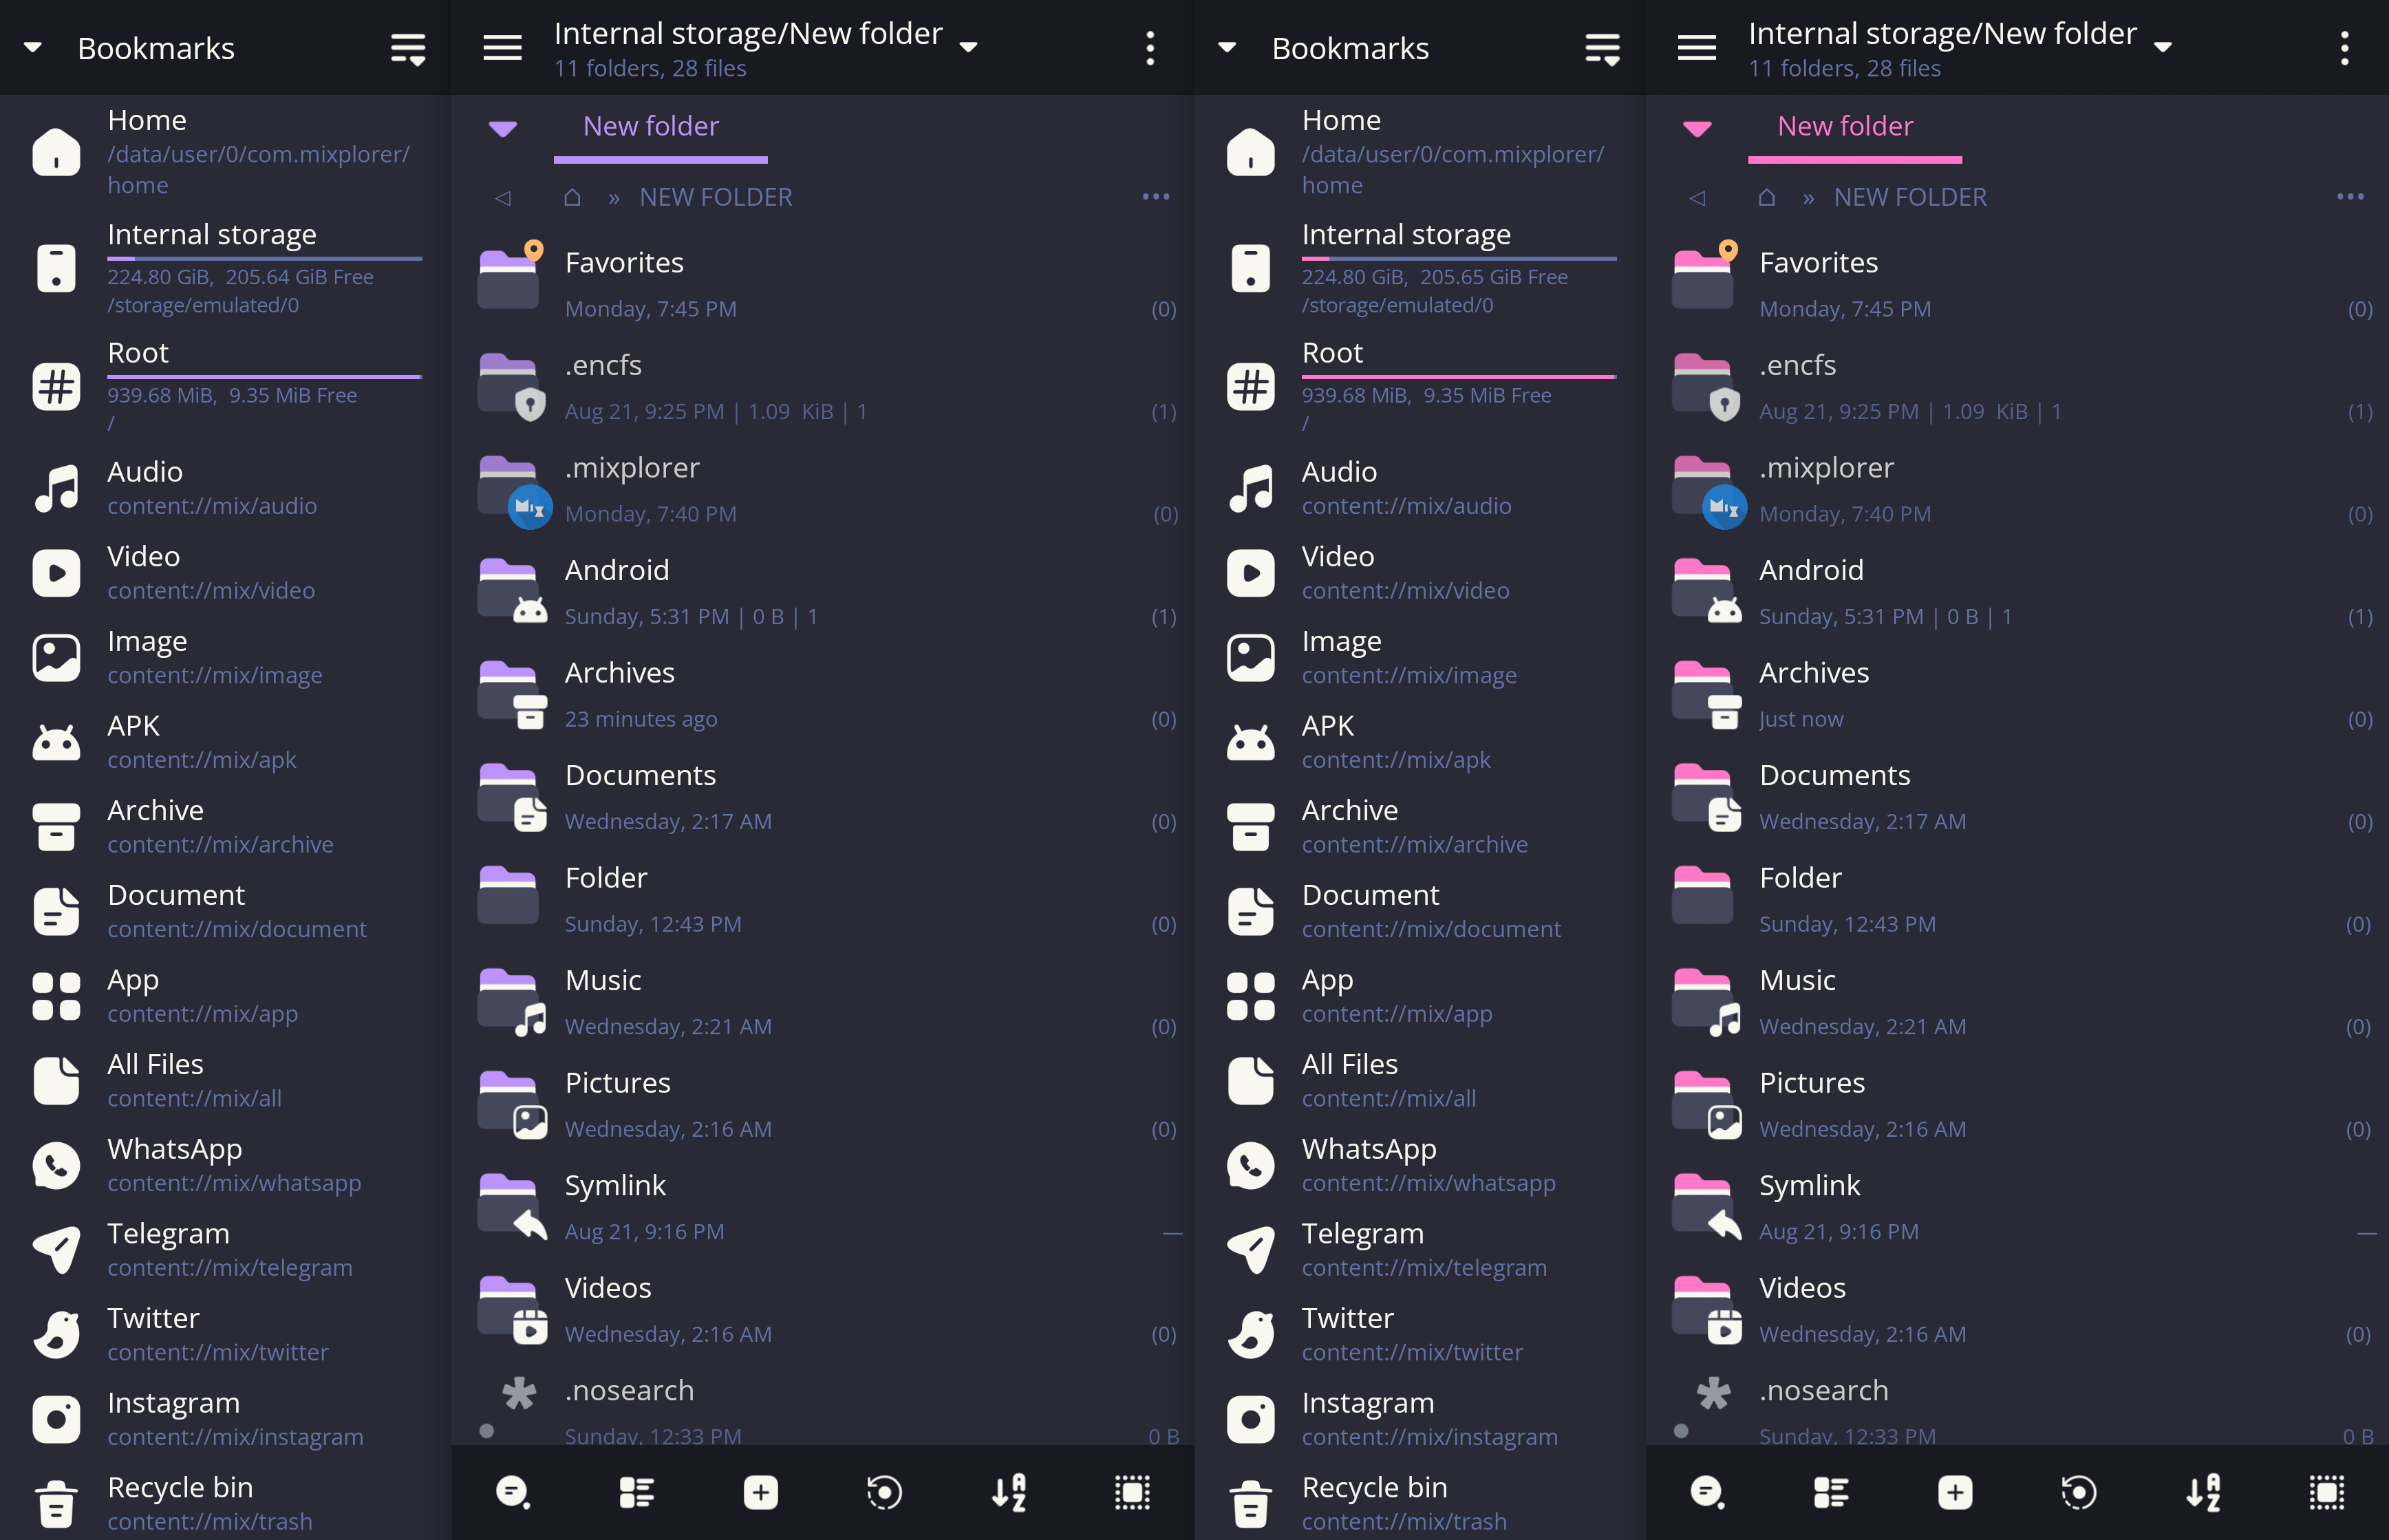 Bookmarks
Home
/data/user/0/com.mixplorer/
home
Internal storage
224.80 GiB,  205.64 GiB Free
/storage/emulated/0
Root
939.68 MiB,  9.35 MiB Free
/
Audio
content://mix/audio
Video
content://mix/video
Image
content://mix/image
APK
content://mix/apk
Archive
content://mix/archive
Document
content://mix/document
App
content://mix/app
All Files
content://mix/all
WhatsApp
content://mix/whatsapp
Telegram
content://mix/telegram
Twitter
content://mix/twitter
Instagram
content://mix/instagram
Recycle bin
content://mix/trash
Internal storage/New folder
11 folders, 28 files
New folder
» NEW FOLDER
Favorites
Monday, 7:45 PM (0)
.encfs
Aug 21, 9:25 PM | 1.09  KiB | 1 (1)
.mixplorer
Monday, 7:40 PM (0)
Android
Sunday, 5:31 PM | 0 B | 1 (1)
Archives
23 minutes ago (0)
Documents
Wednesday, 2:17 AM (0)
Folder
Sunday, 12:43 PM (0)
Music
Wednesday, 2:21 AM (0)
Pictures
Wednesday, 2:16 AM (0)
Symlink
Aug 21, 9:16 PM —
Videos
Wednesday, 2:16 AM (0)
.nosearch
Sunday, 12:33 PM 0 B
Bookmarks
Home
/data/user/0/com.mixplorer/
home
Internal storage
224.80 GiB,  205.65 GiB Free
/storage/emulated/0
Root
939.68 MiB,  9.35 MiB Free
/
Audio
content://mix/audio
Video
content://mix/video
Image
content://mix/image
APK
content://mix/apk
Archive
content://mix/archive
Document
content://mix/document
App
content://mix/app
All Files
content://mix/all
WhatsApp
content://mix/whatsapp
Telegram
content://mix/telegram
Twitter
content://mix/twitter
Instagram
content://mix/instagram
Recycle bin
content://mix/trash
Internal storage/New folder
11 folders, 28 files
New folder
» NEW FOLDER
Favorites
Monday, 7:45 PM (0)
.encfs
Aug 21, 9:25 PM | 1.09  KiB | 1 (1)
.mixplorer
Monday, 7:40 PM (0)
Android
Sunday, 5:31 PM | 0 B | 1 (1)
Archives
Just now (0)
Documents
Wednesday, 2:17 AM (0)
Folder
Sunday, 12:43 PM (0)
Music
Wednesday, 2:21 AM (0)
Pictures
Wednesday, 2:16 AM (0)
Symlink
Aug 21, 9:16 PM —
Videos
Wednesday, 2:16 AM (0)
.nosearch
Sunday, 12:33 PM 0 B